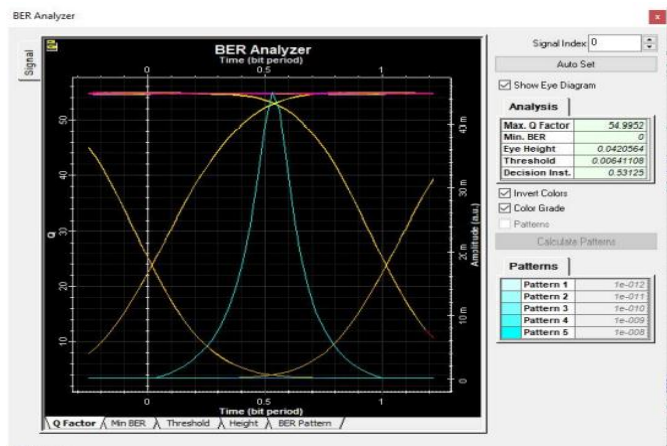 BER Analyzer
x
Signal
BER Analyzer
Time (bit period)
0 0.5 1
Q
50
40
30
20
10
Amplitude (a.u.)
40 m
30 m
20 m
10 m
0
0 0.5 1
Time (bit period)
Q Factor Min BER Threshold Height BER Pattern
Signal Index 0
Auto Set
Show Eye Diagram
Analysis
Max. Q Factor 54.9952
Min. BER 0
Eye Height 0.0420564
Threshold 0.00641108
Decision Inst. 0.53125
Invert Colors
Color Grade
Patterns
Calculate Patterns
Patterns
Pattern 1 1e-012
Pattern 2 1e-011
Pattern 3 1e-010
Pattern 4 1e-009
Pattern 5 1e-008